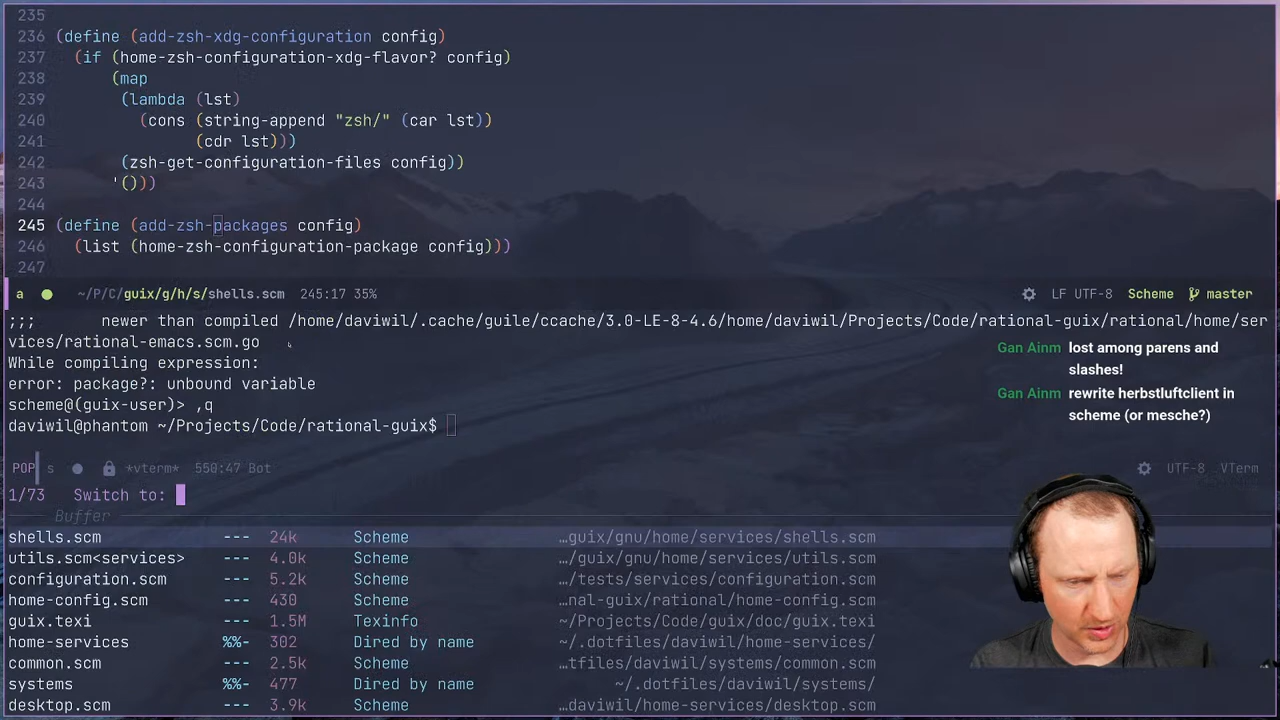 235
236 (define (add-zsh-xdg-configuration config)
237   (if (home-zsh-configuration-xdg-flavor? config)
238       (map
239        (lambda (lst)
240          (cons (string-append "zsh/" (car lst))
241                (cdr lst)))
242        (zsh-get-configuration-files config))
243       '()))
244
245 (define (add-zsh-packages config)
246   (list (home-zsh-configuration-package config)))
247
a ~/P/C/guix/g/h/s/shells.scm 245:17 35% LF UTF-8 Scheme master
;;;       newer than compiled /home/daviwil/.cache/guile/ccache/3.0-LE-8-4.6/home/daviwil/Projects/Code/rational-guix/rational/home/ser
vices/rational-emacs.scm.go
While compiling expression:
error: package?: unbound variable
scheme@(guix-user)> ,q
daviwil@phantom ~/Projects/Code/rational-guix$
Gan Ainm lost among parens and
slashes!
Gan Ainm rewrite herbstluftclient in
scheme (or mesche?)
POP s *vterm* 550:47 Bot UTF-8 VTerm
1/73 Switch to:
Buffer
shells.scm --- 24k Scheme …guix/gnu/home/services/shells.scm
utils.scm<services> --- 4.0k Scheme …/guix/gnu/home/services/utils.scm
configuration.scm --- 5.2k Scheme …/tests/services/configuration.scm
home-config.scm --- 430 Scheme …nal-guix/rational/home-config.scm
guix.texi --- 1.5M Texinfo ~/Projects/Code/guix/doc/guix.texi
home-services %%- 302 Dired by name ~/.dotfiles/daviwil/home-services/
common.scm --- 2.5k Scheme …tfiles/daviwil/systems/common.scm
systems %%- 477 Dired by name ~/.dotfiles/daviwil/systems/
desktop.scm --- 3.9k Scheme …daviwil/home-services/desktop.scm